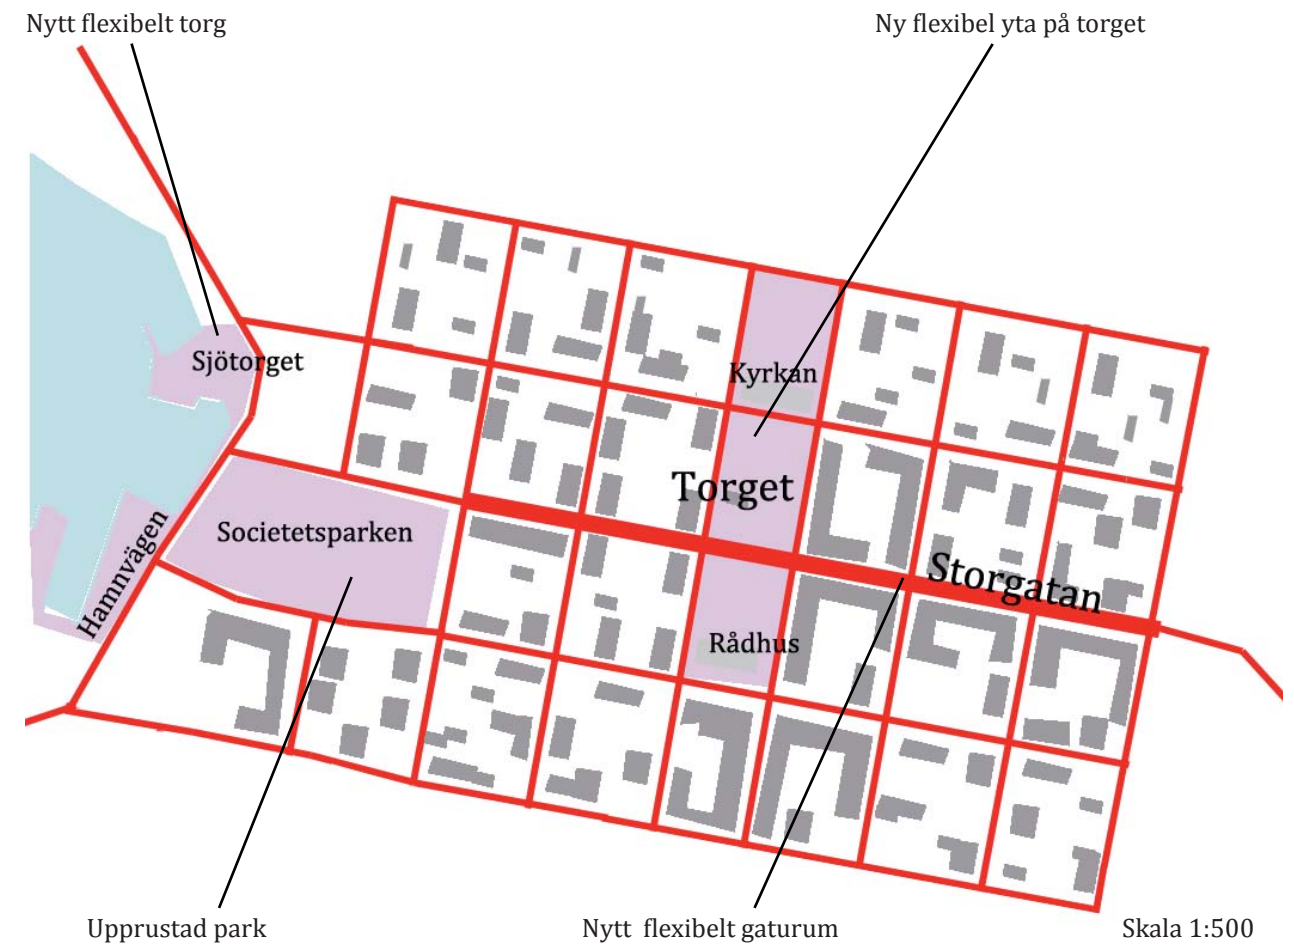 Nytt flexibelt torg
Ny flexibel yta på torget
Sjötorget
Kyrkan
Torget
Societetsparken
Hamnvägen
Storgatan
Rådhus
Upprustad park
Nytt flexibelt gaturum
Skala 1:500